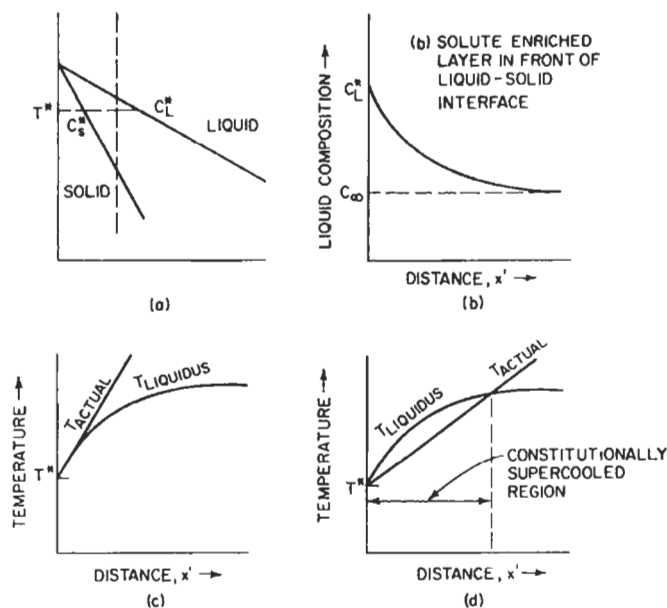 T*
C*S
C*L
LIQUID
SOLID
(a)
LIQUID COMPOSITION
C*L
C∞
(b) SOLUTE ENRICHED
LAYER IN FRONT OF
LIQUID-SOLID
INTERFACE
DISTANCE, x'
(b)
TEMPERATURE
T*
TACTUAL
TLIQUIDUS
DISTANCE, x'
(c)
TEMPERATURE
T*
TLIQUIDUS
TACTUAL
CONSTITUTIONALLY
SUPERCOOLED
REGION
DISTANCE, x'
(d)